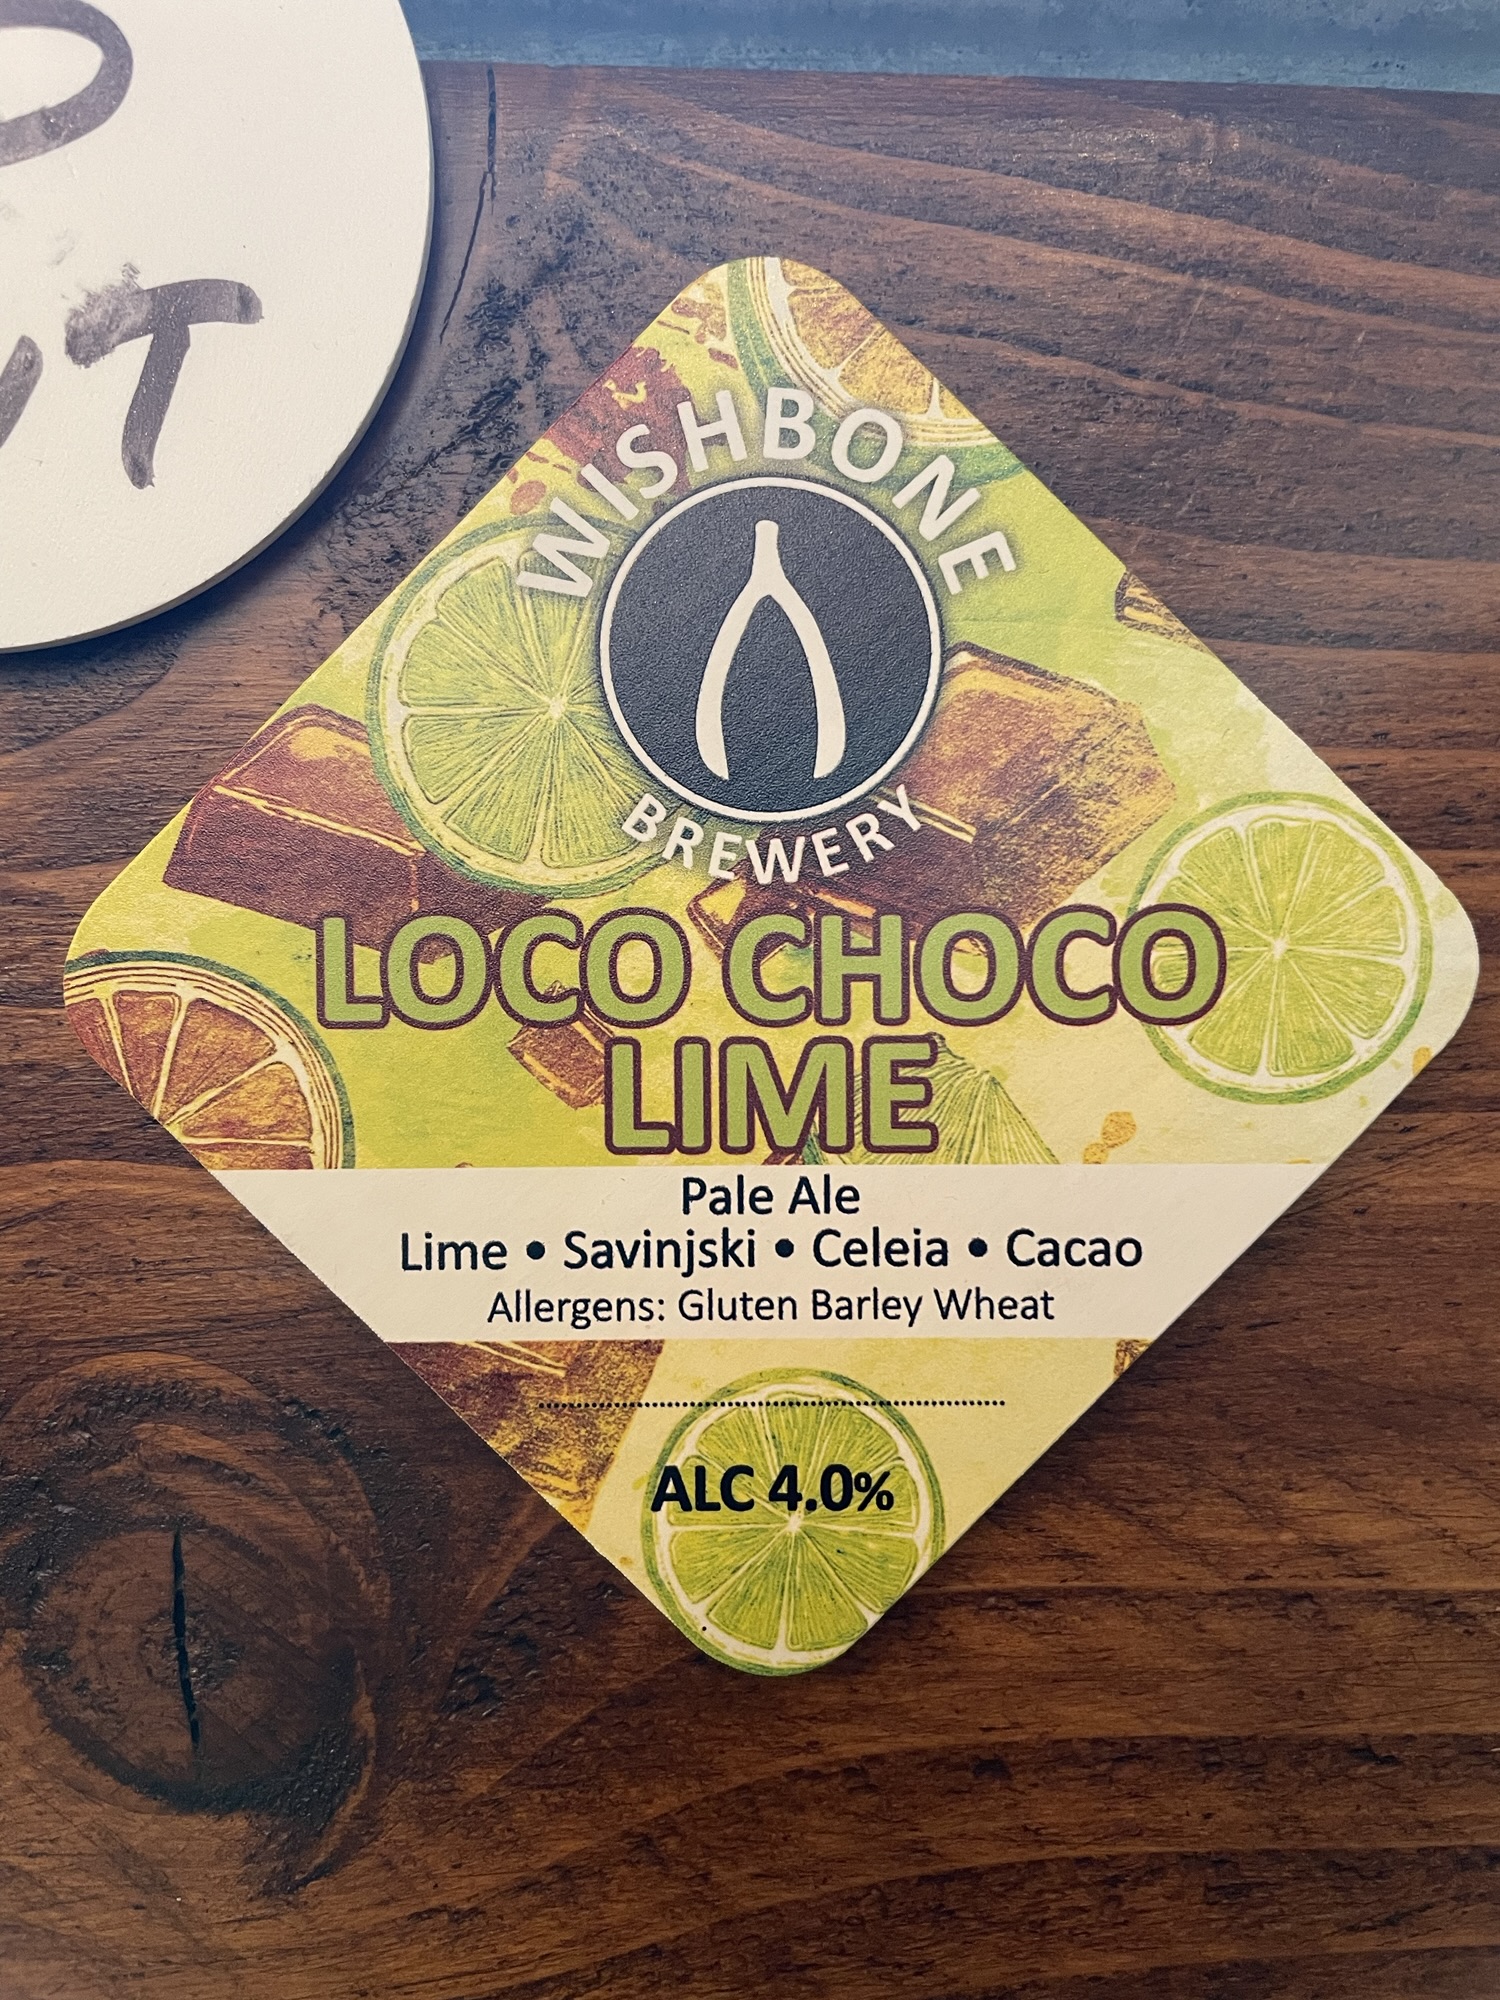 WISHBONE
BREWERY
LOCO CHOCO
LIME
Pale Ale
Lime • Savinjski • Celeia • Cacao
Allergens: Gluten Barley Wheat
ALC 4.0%